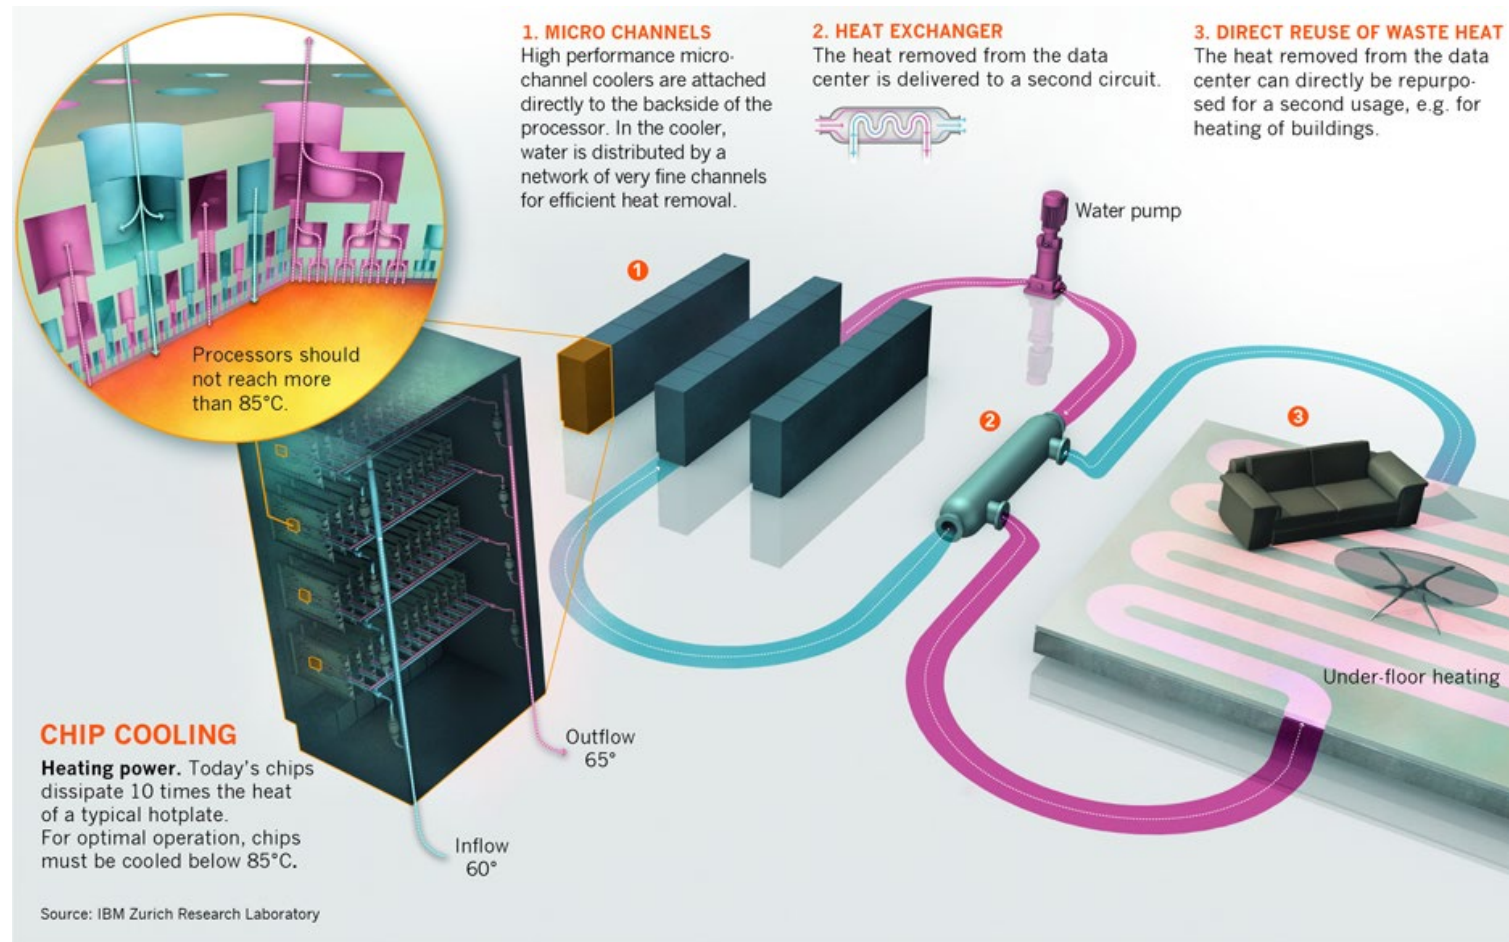 1. MICRO CHANNELS
High performance micro-
channel coolers are attached
directly to the backside of the
processor. In the cooler,
water is distributed by a
network of very fine channels
for efficient heat removal.
2. HEAT EXCHANGER
The heat removed from the data
center is delivered to a second circuit.
3. DIRECT REUSE OF WASTE HEAT
The heat removed from the data
center can directly be repurpo-
sed for a second usage, e.g. for
heating of buildings.
Water pump
1
2
3
Processors should
not reach more
than 85°C.
Under-floor heating
Outflow
65°
Inflow
60°
CHIP COOLING
Heating power. Today's chips
dissipate 10 times the heat
of a typical hotplate.
For optimal operation, chips
must be cooled below 85°C.
Source: IBM Zurich Research Laboratory